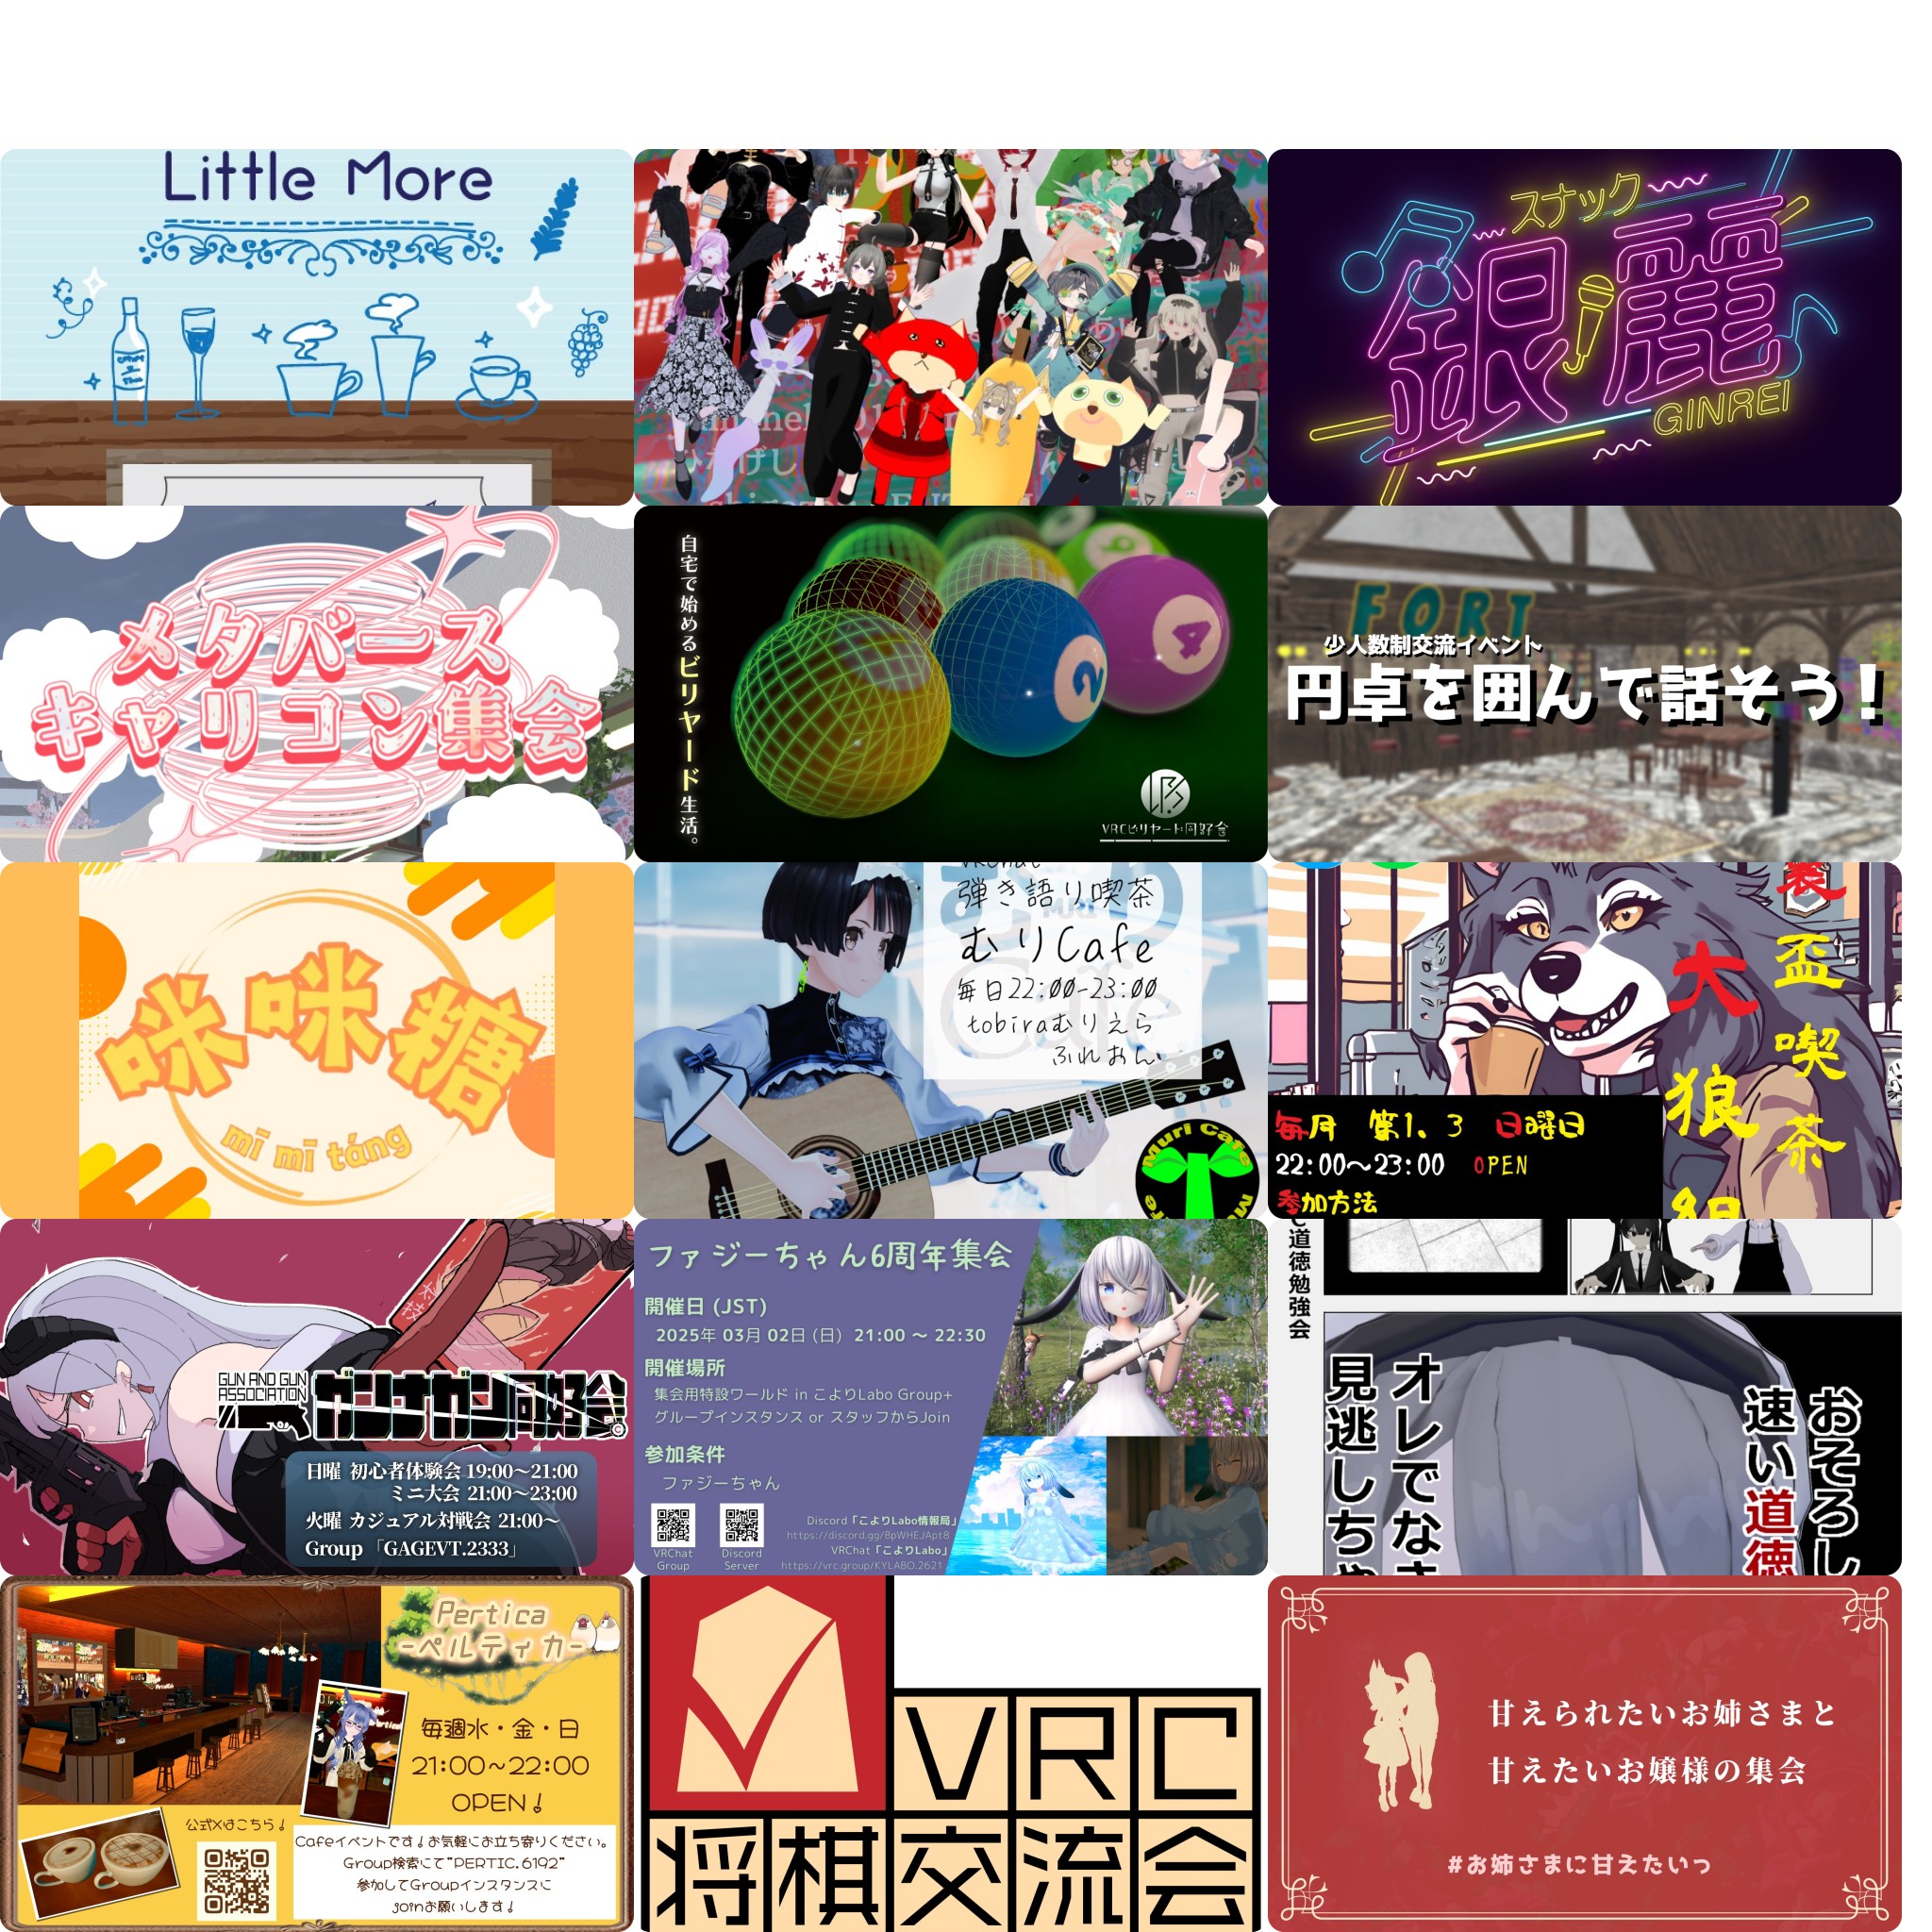 Little More
スナック
銀麗
GINREI
メタバース
キャリコン集会
自宅で始めるビリヤード生活。
VRCビリヤード同好会
FORT
少人数制交流イベント
円卓を囲んで話そう!
咪咪糖
mī mī táng
弾き語り喫茶
むりCafe
毎日22:00-23:00
tobiraむりえら
ふれおん
Muri Cafe
盃喫茶
大狼組
毎月 第1、3 日曜日
22:00〜23:00 OPEN
参加方法
GUN AND GUN
ASSOCIATION
ガンナガン同好会
日曜 初心者体験会 19:00〜21:00
ミニ大会 21:00〜23:00
火曜 カジュアル対戦会 21:00〜
Group 「GAGEVT.2333」
ファジーちゃん6周年集会
開催日 (JST)
2025年 03月 02日 (日) 21:00 〜 22:30
開催場所
集会用特設ワールド in こよりLabo Group+
グループインスタンス or スタッフからJoin
参加条件
ファジーちゃん
Discord「こよりLabo情報局」
https://discord.gg/8pWHEJApt8
VRChat「こよりLabo」
https://vrc.group/KYLABO.2621
VRChat
Group
Discord
Server
道徳勉強会
おそろし
速い道徳
オレでなき
見逃しちゃ
Pertica
-ペルティカ-
毎週水・金・日
21:00~22:00
OPEN!
公式Xはこちら!
Cafeイベントです!お気軽にお立ち寄りください。
Group検索にて"PERTIC.6192"
参加してGroupインスタンスに
joinお願いします!
VRC
将棋交流会
甘えられたいお姉さまと
甘えたいお嬢様の集会
#お姉さまに甘えたいっ